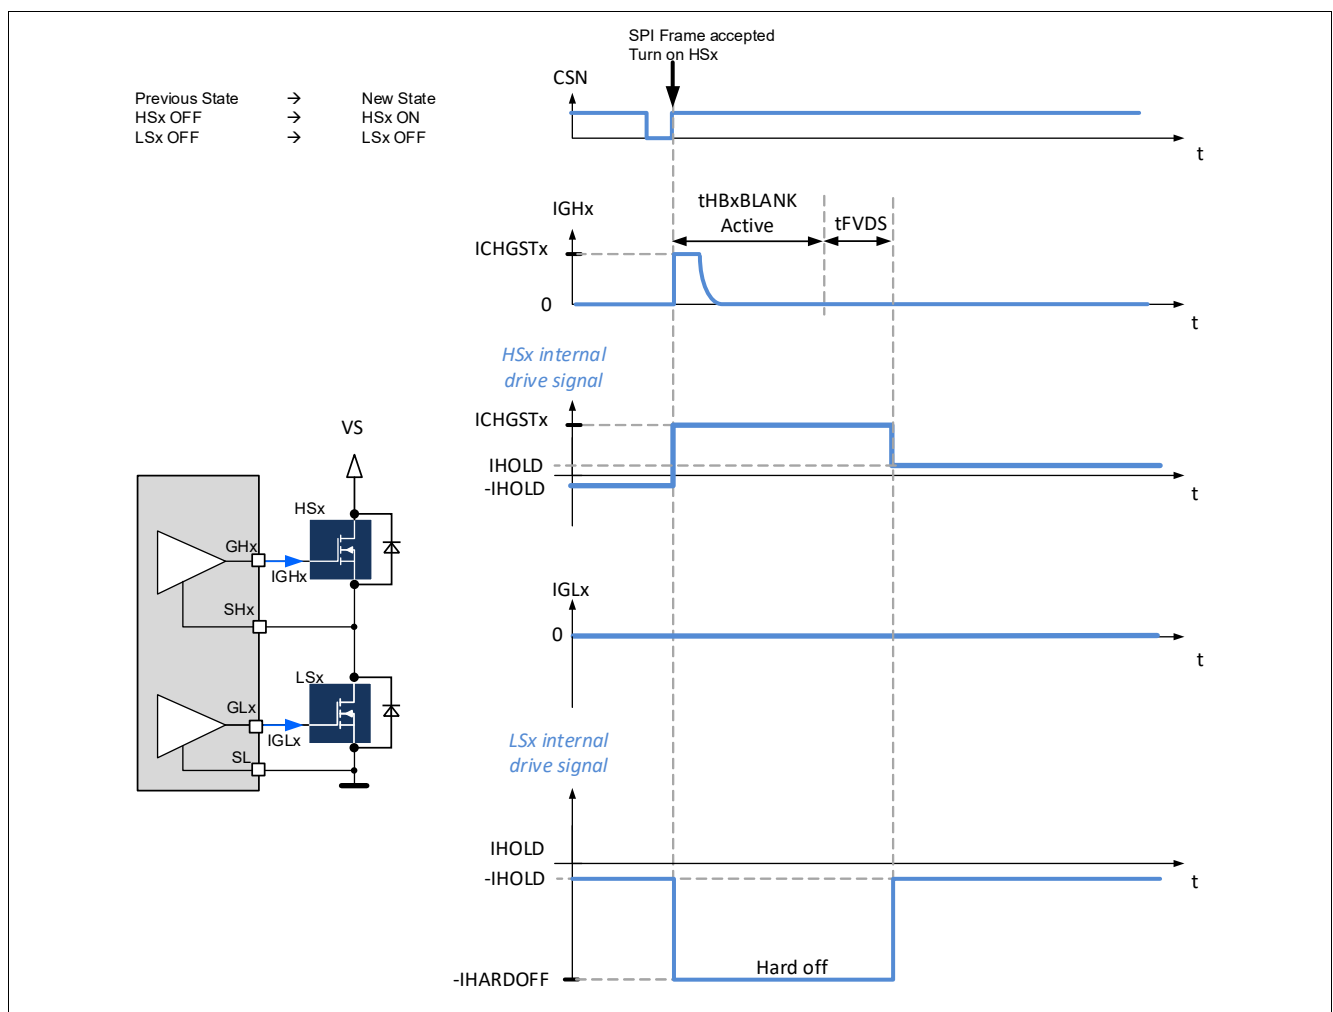 SPI Frame accepted
Turn on HSx
CSN
Previous State → New State
HSx OFF → HSx ON
LSx OFF → LSx OFF
t
tHBxBLANK
Active
tFVDS
IGHx
ICHGSTx
0
t
HSx internal
drive signal
ICHGSTx
IHOLD
-IHOLD
t
VS
HSx
GHx
IGHx
SHx
LSx
GLx
IGLx
SL
IGLx
0
t
LSx internal
drive signal
IHOLD
-IHOLD
t
Hard off
-IHARDOFF